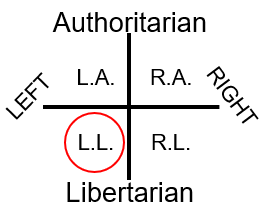 Authoritarian
L.A. R.A.
LEFT RIGHT
L.L. R.L.
Libertarian